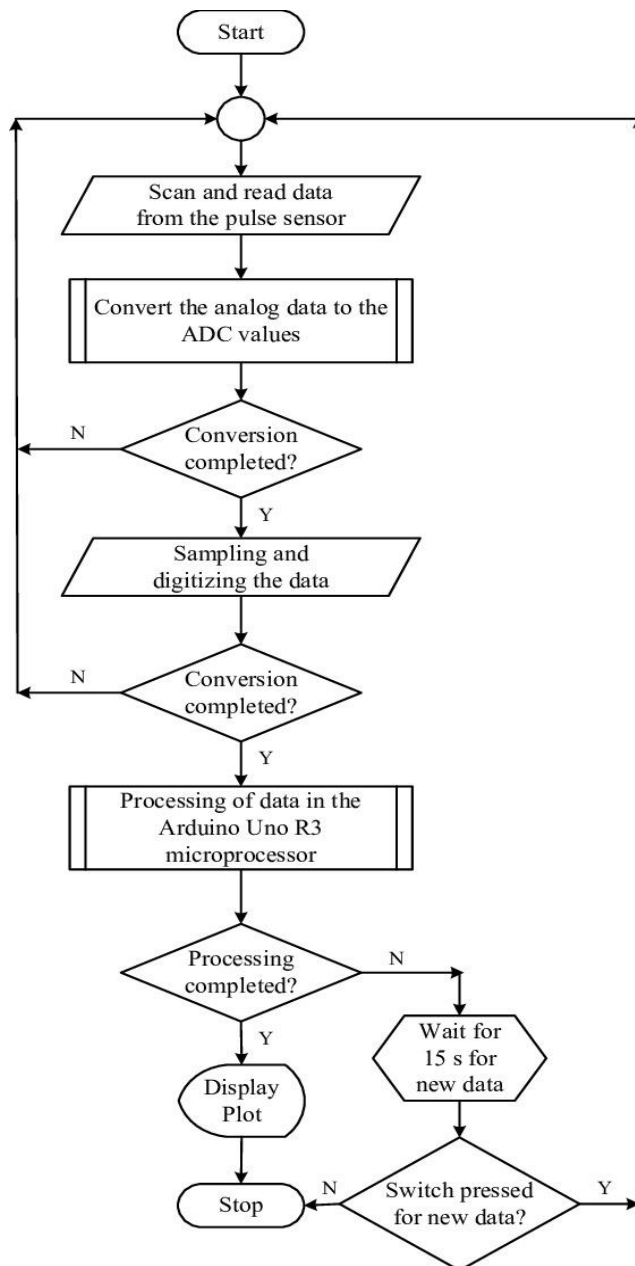 Start
Scan and read data
from the pulse sensor
Convert the analog data to the
ADC values
N
Conversion
completed?
Y
Sampling and
digitizing the data
N
Conversion
completed?
Y
Processing of data in the
Arduino Uno R3
microprocessor
Processing
completed?
N
Y
Wait for
15 s for
new data
Display
Plot
N
Switch pressed
for new data?
Y
Stop